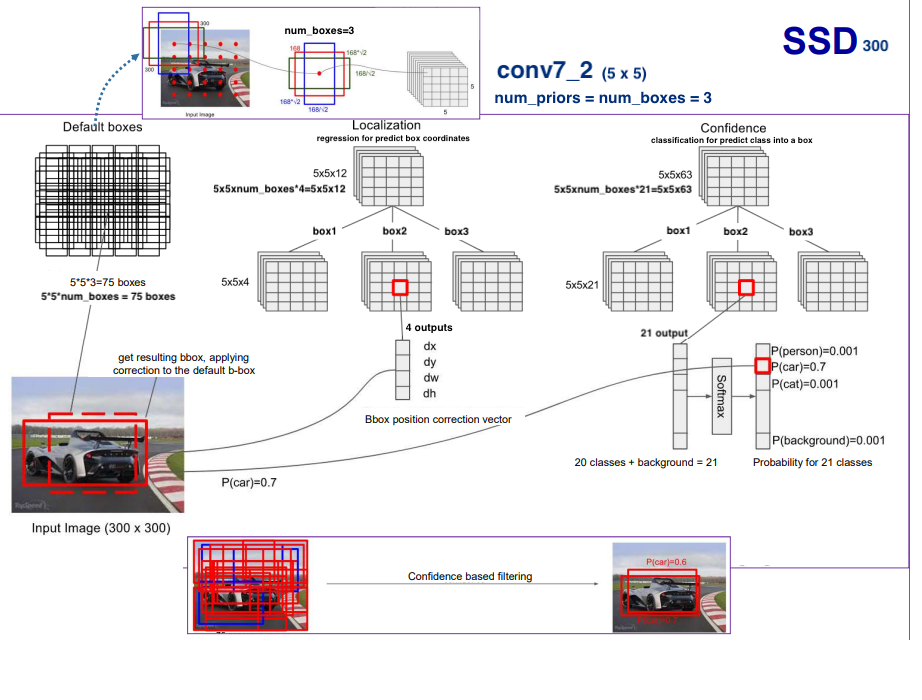 SSD 300
num_boxes=3
300
300
168
168*√2
168/√2
168*√2
168/√2
5
5
Input Image
conv7_2 (5 x 5)
num_priors = num_boxes = 3
Default boxes
Localization
regression for predict box coordinates
Confidence
classification for predict class into a box
5x5x12
5x5xnum_boxes*4=5x5x12
5x5x63
5x5xnum_boxes*21=5x5x63
box1
box2
box3
box1
box2
box3
5x5x4
5x5x21
5*5*3=75 boxes
5*5*num_boxes = 75 boxes
4 outputs
dx
dy
dw
dh
21 output
Softmax
P(person)=0.001
P(car)=0.7
P(cat)=0.001
P(background)=0.001
get resulting bbox, applying
correction to the default b-box
Bbox position correction vector
20 classes + background = 21
Probability for 21 classes
P(car)=0.7
Input Image (300 x 300)
Confidence based filtering
P(car)=0.6